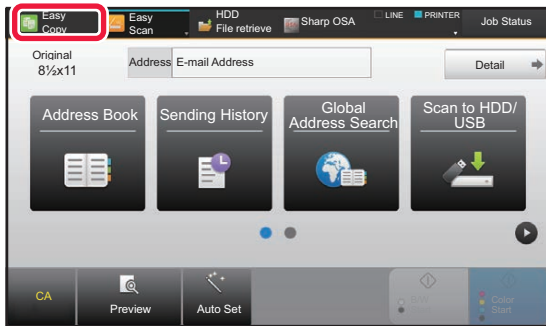 Easy
Copy
Easy
Scan
HDD
File retrieve
Sharp OSA
LINE
PRINTER
Job Status
Original
8½x11
Address
E-mail Address
Detail
Address Book
Sending History
Global
Address Search
Scan to HDD/
USB
CA
Preview
Auto Set
B/W
Start
Color
Start